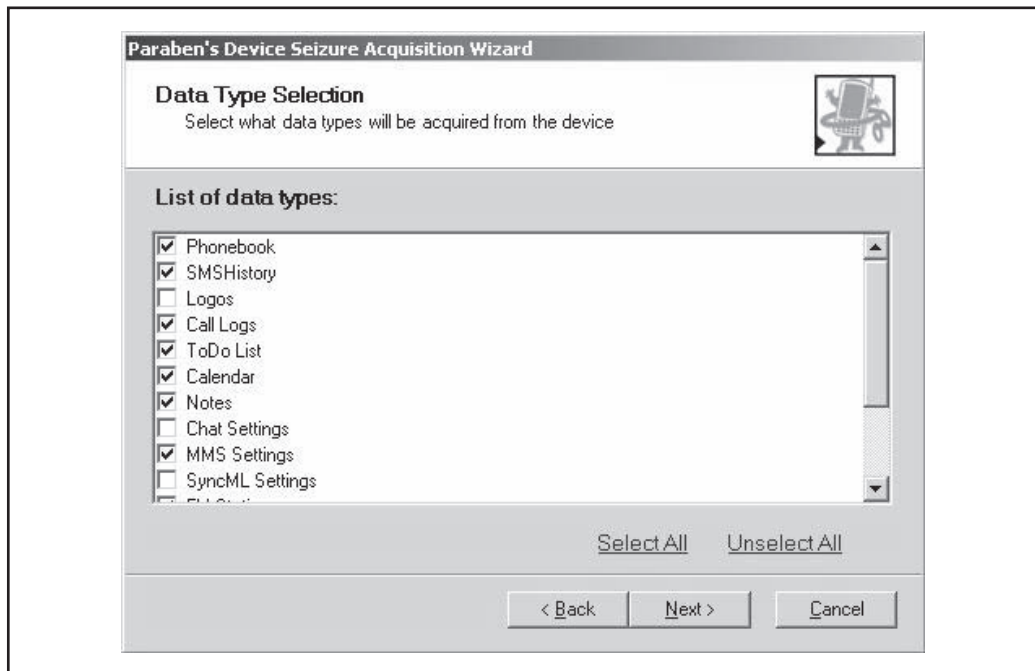 Paraben's Device Seizure Acquisition Wizard
Data Type Selection
Select what data types will be acquired from the device
List of data types:
Phonebook
SMSHistory
Logos
Call Logs
ToDo List
Calendar
Notes
Chat Settings
MMS Settings
SyncML Settings
Select All Unselect All
< Back Next > Cancel